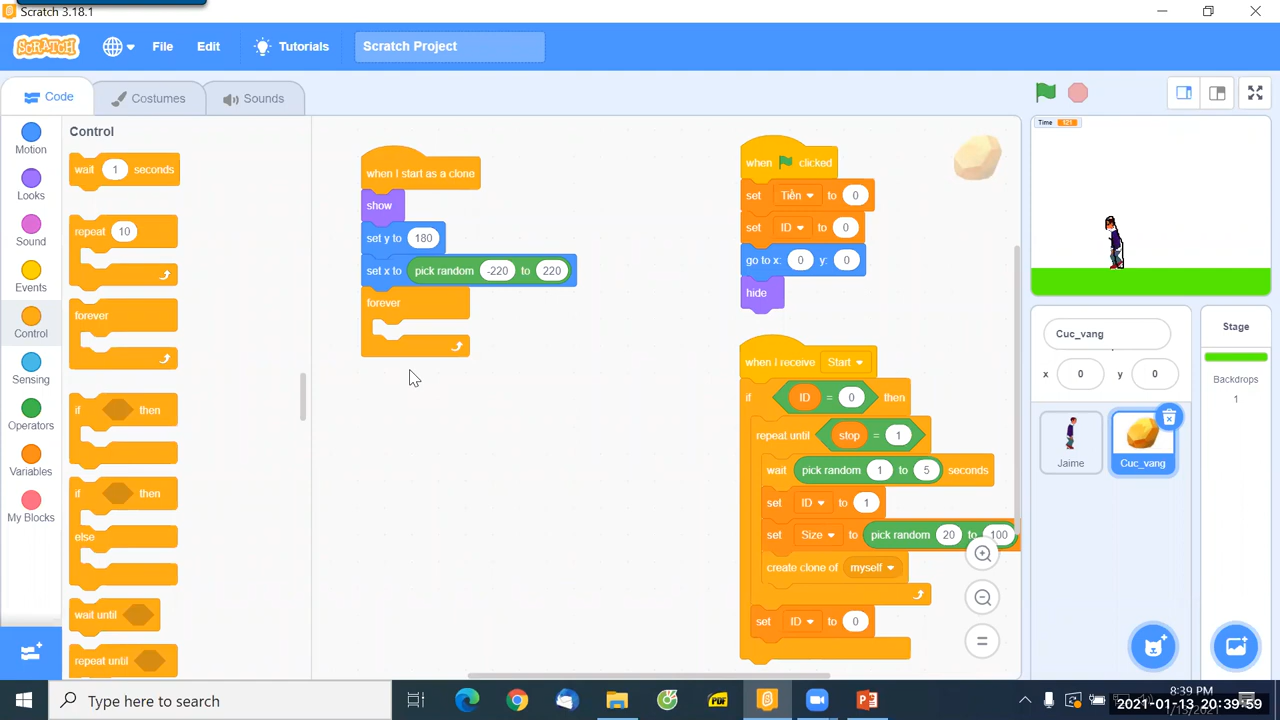 Scratch 3.18.1
SCRATCH
File
Edit
Tutorials
Scratch Project
Code
Costumes
Sounds
Motion
Looks
Sound
Events
Control
Sensing
Operators
Variables
My Blocks
Control
wait 1 seconds
repeat 10
forever
if then
if then
else
wait until
repeat until
when I start as a clone
show
set y to 180
set x to pick random -220 to 220
forever
when clicked
set Tiền to 0
set ID to 0
go to x: 0 y: 0
hide
when I receive Start
if ID = 0 then
repeat until stop = 1
wait pick random 1 to 5 seconds
set ID to 1
set Size to pick random 20 to 100
create clone of myself
set ID to 0
Time 121
Cuc_vang
x 0 y 0
Jaime
Cuc_vang
Stage
Backdrops
1
Type here to search
PDF
8:39 PM
2021-01-13 20:39:59